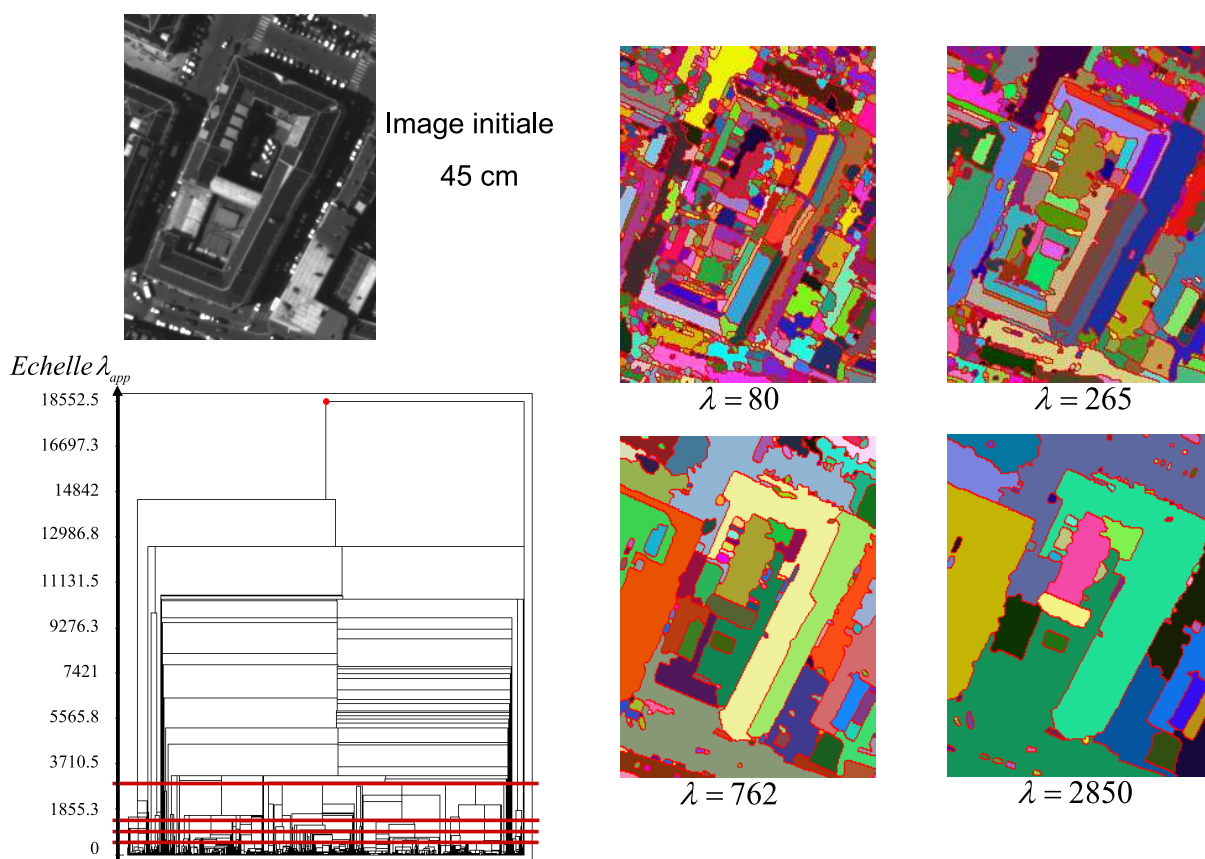 Image initiale
45 cm
λ = 80
λ = 265
Echelle λapp
18552.5
16697.3
14842
12986.8
11131.5
9276.3
7421
5565.8
3710.5
1855.3
0
λ = 762
λ = 2850